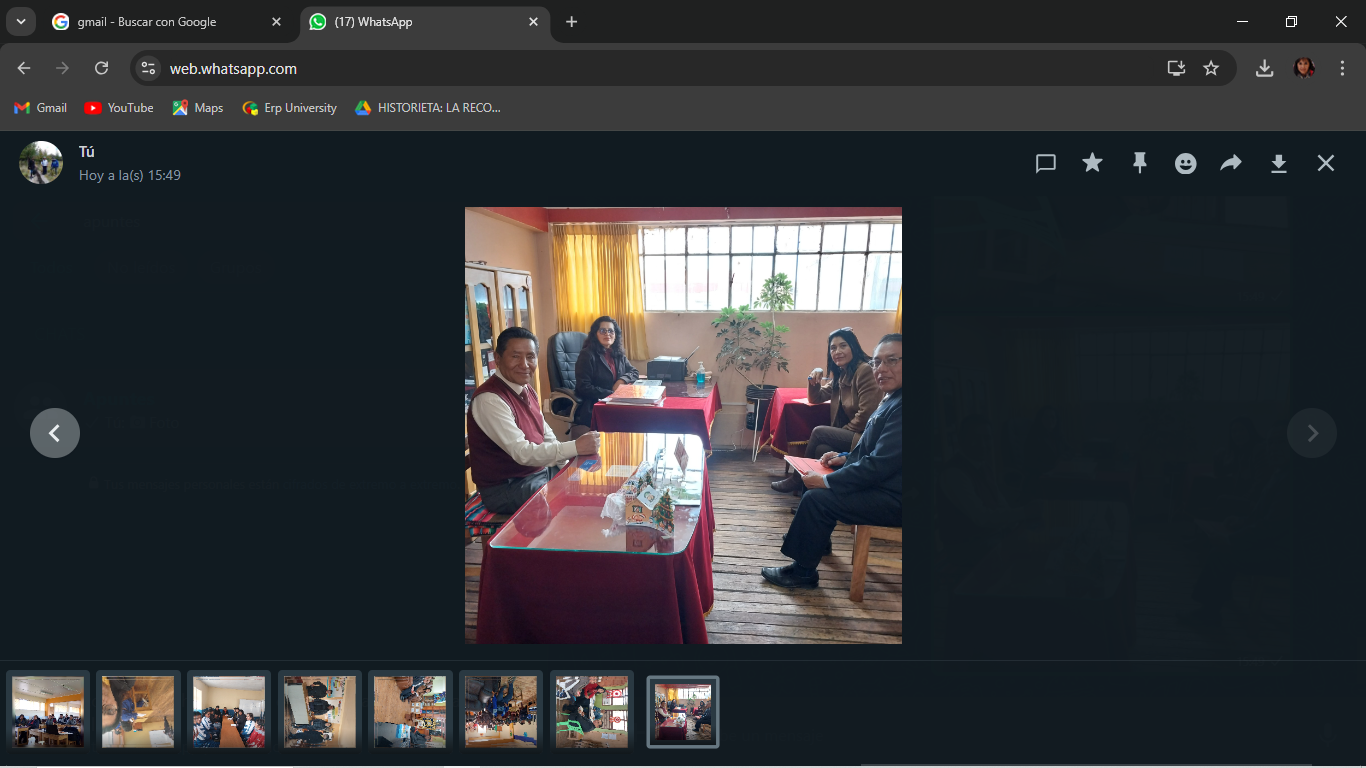 gmail - Buscar con Google
(17) WhatsApp
web.whatsapp.com
Gmail
YouTube
Maps
Erp University
HISTORIETA: LA RECO...
Tú
Hoy a la(s) 15:49